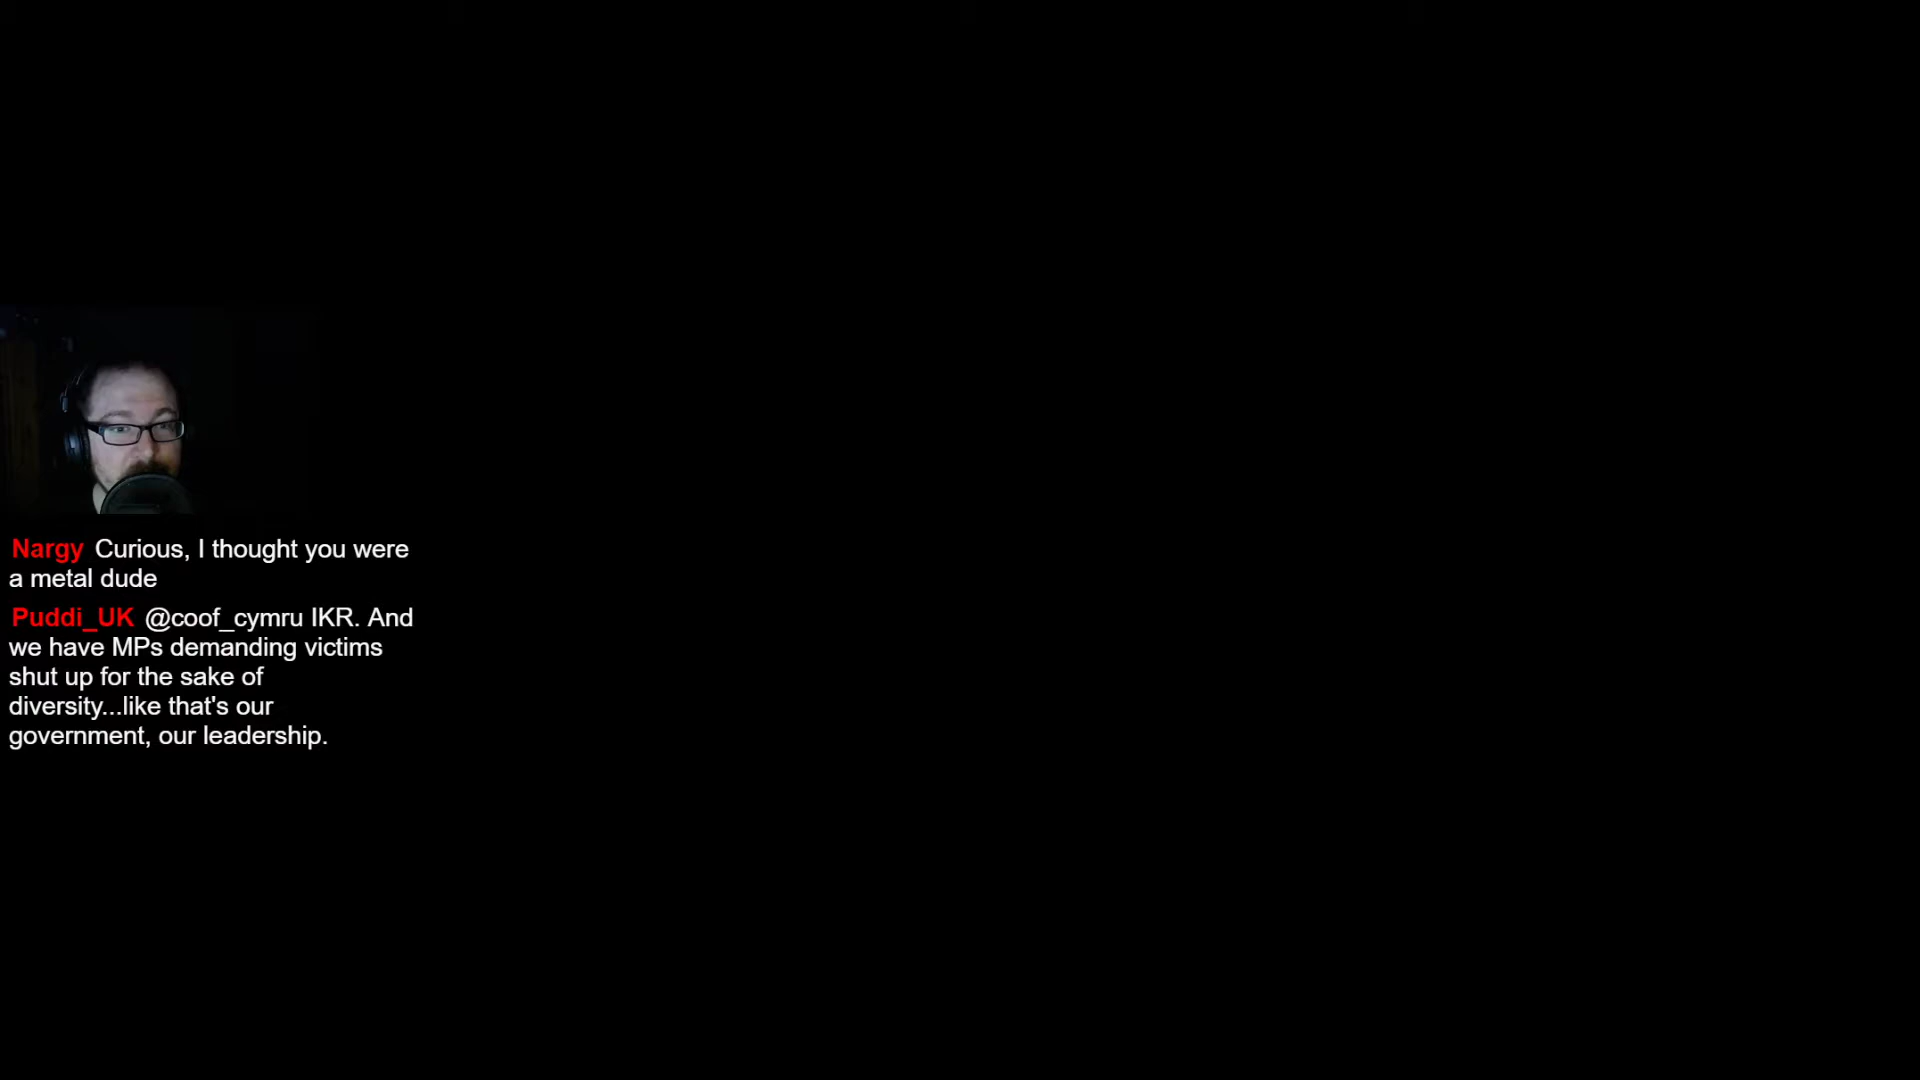 Nargy Curious, I thought you were
a metal dude
Puddi_UK @coof_cymru IKR. And
we have MPs demanding victims
shut up for the sake of
diversity...like that's our
government, our leadership.